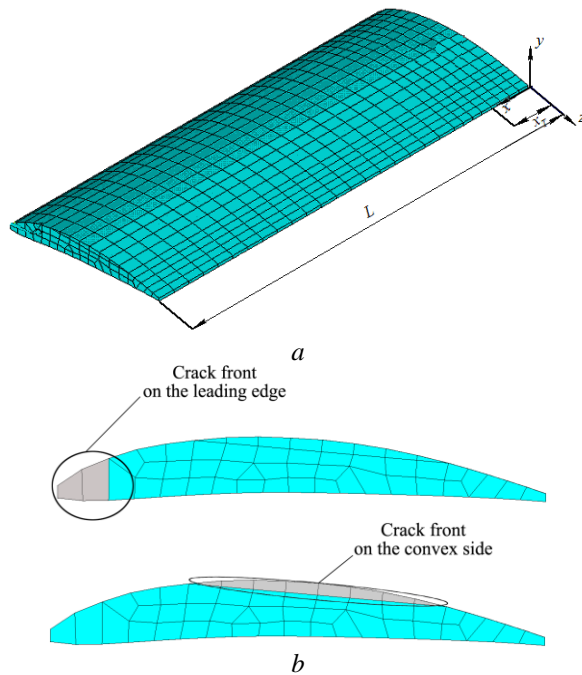 y
x
x₁
z
L
a
Crack front
on the leading edge
Crack front
on the convex side
b